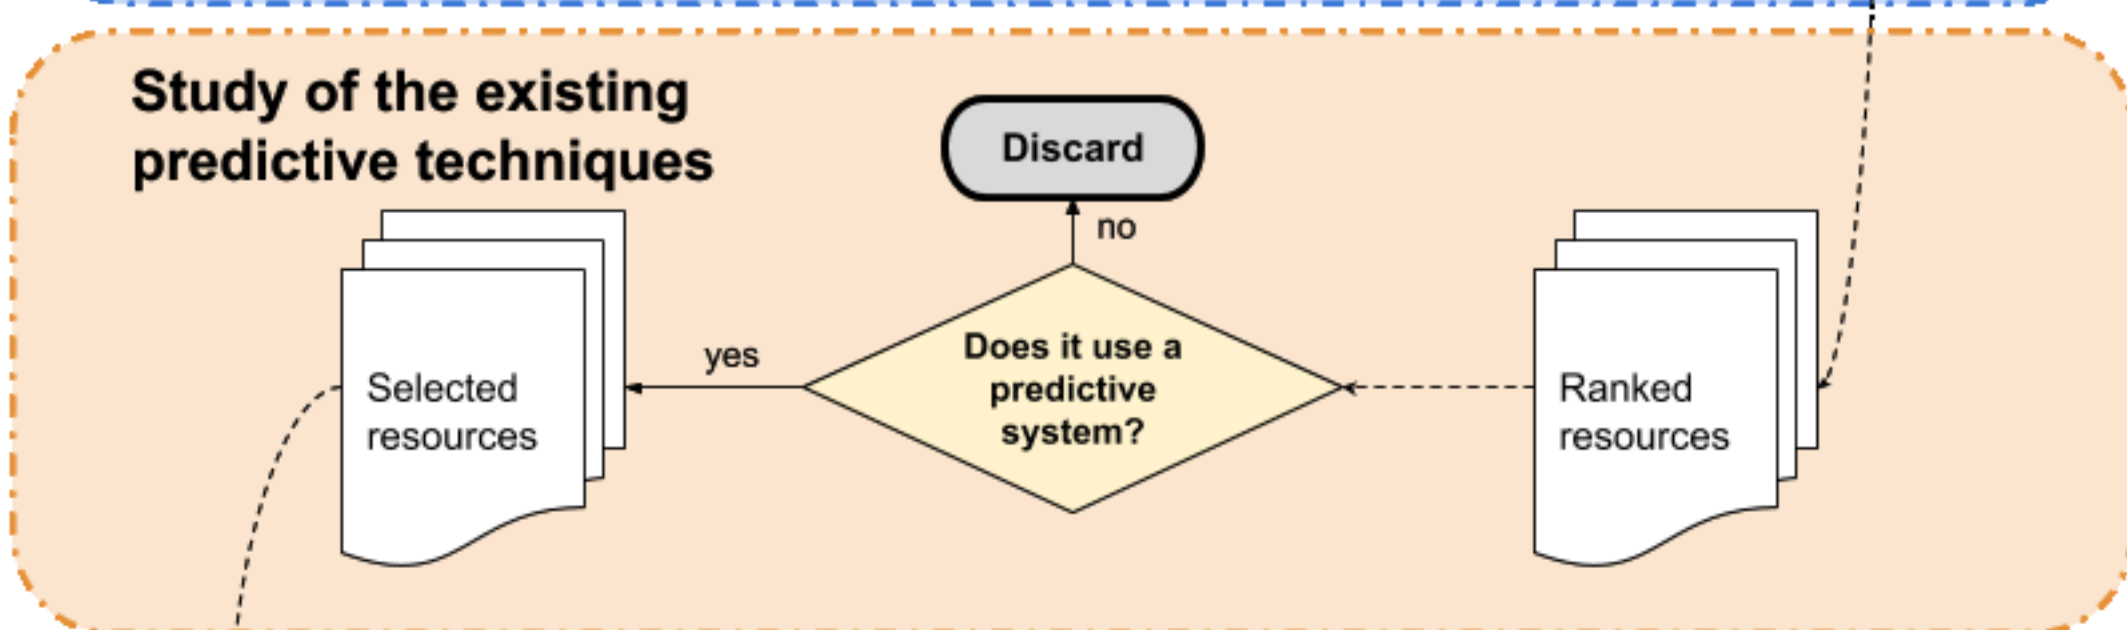 Study of the existing
predictive techniques
Discard
no
yes
Does it use a
predictive
system?
Selected
resources
Ranked
resources